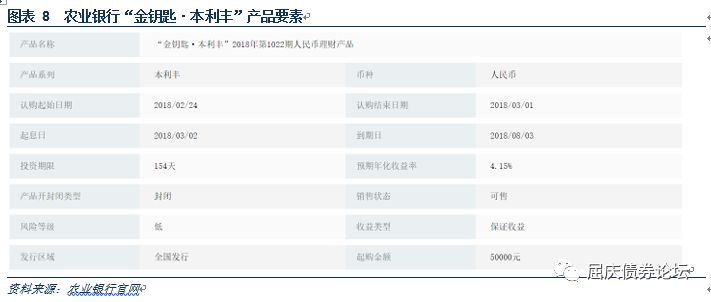 图表 8 农业银行“金钥匙·本利丰”产品要素
产品名称 “金钥匙·本利丰”2018年第1022期人民币理财产品
产品系列 本利丰 币种 人民币
认购起始日期 2018/02/24 认购结束日期 2018/03/01
起息日 2018/03/02 到期日 2018/08/03
投资期限 154天 预期年化收益率 4.15%
产品开封闭类型 封闭 销售状态 可售
风险等级 低 收益类型 保证收益
发行区域 全国发行 起购金额 50000元
屈庆债券论坛
资料来源：农业银行官网